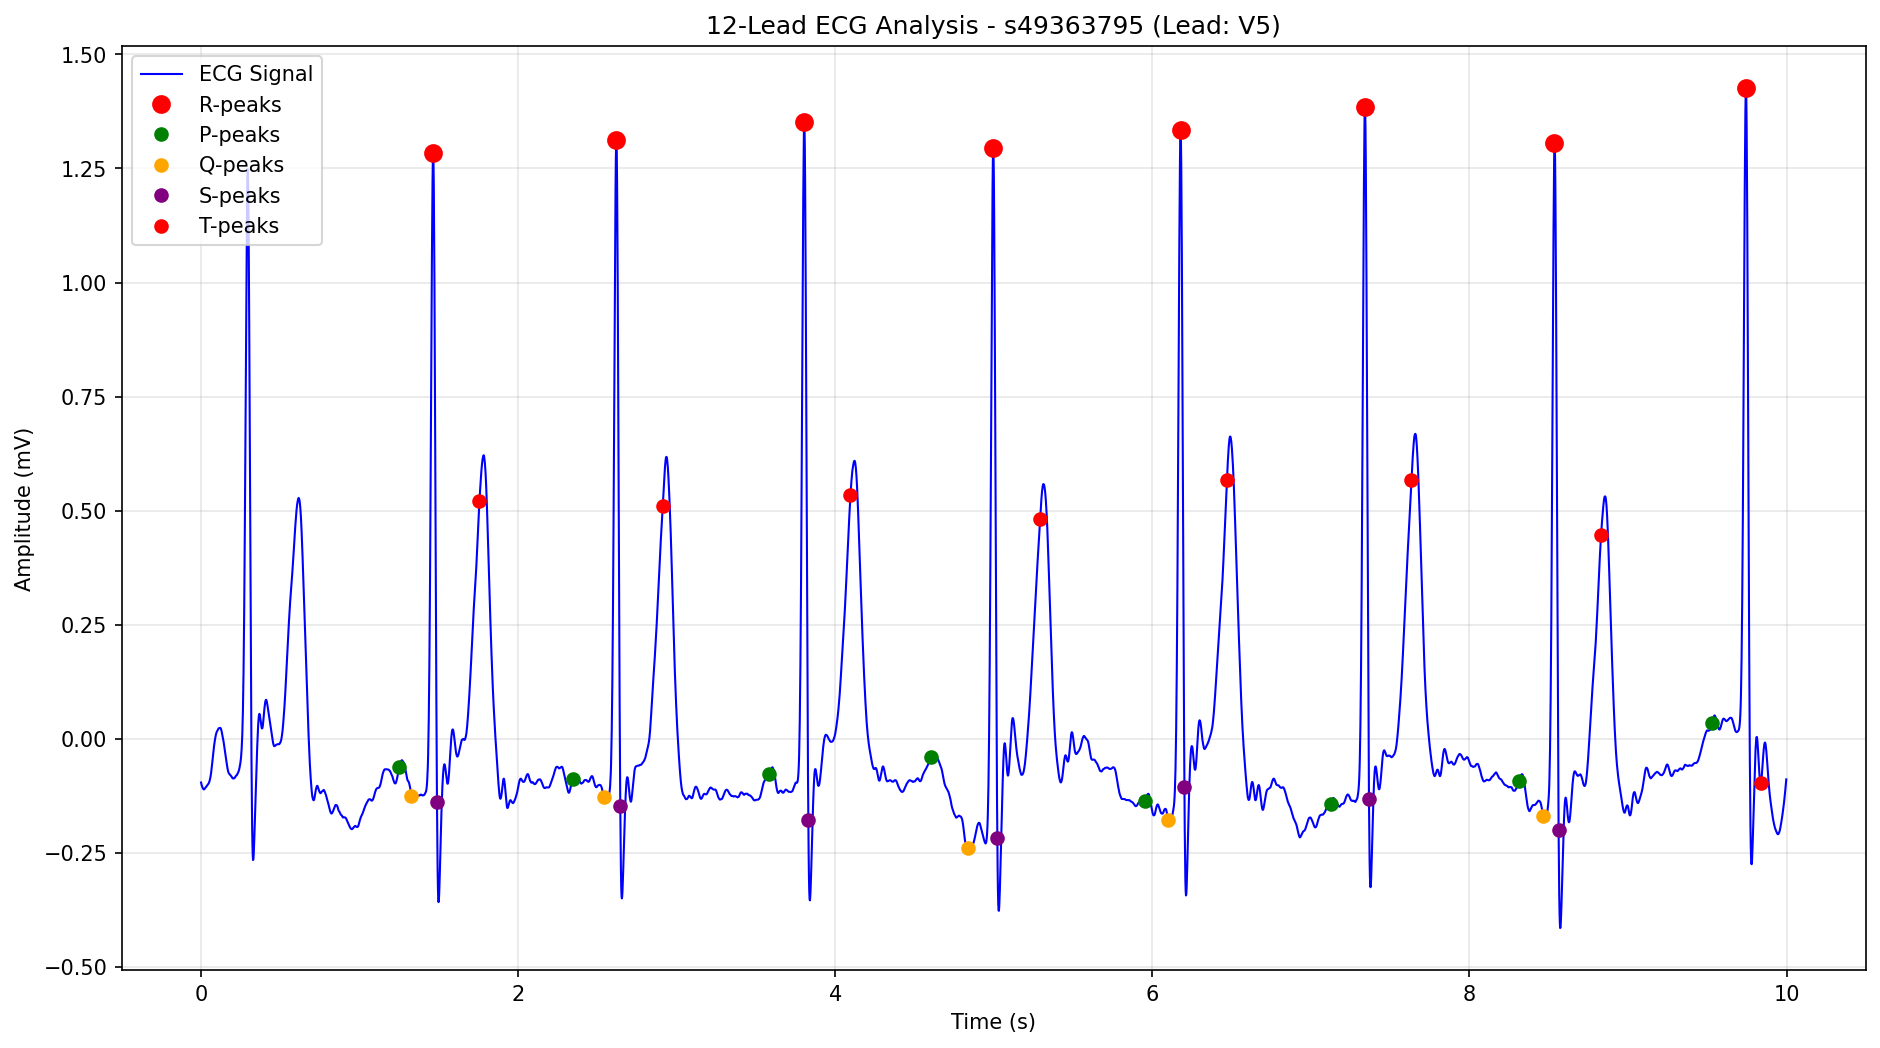 12-Lead ECG Analysis - s49363795 (Lead: V5)
ECG Signal
R-peaks
P-peaks
Q-peaks
S-peaks
T-peaks
Amplitude (mV)
1.50
1.25
1.00
0.75
0.50
0.25
0.00
−0.25
−0.50
0 2 4 6 8 10
Time (s)